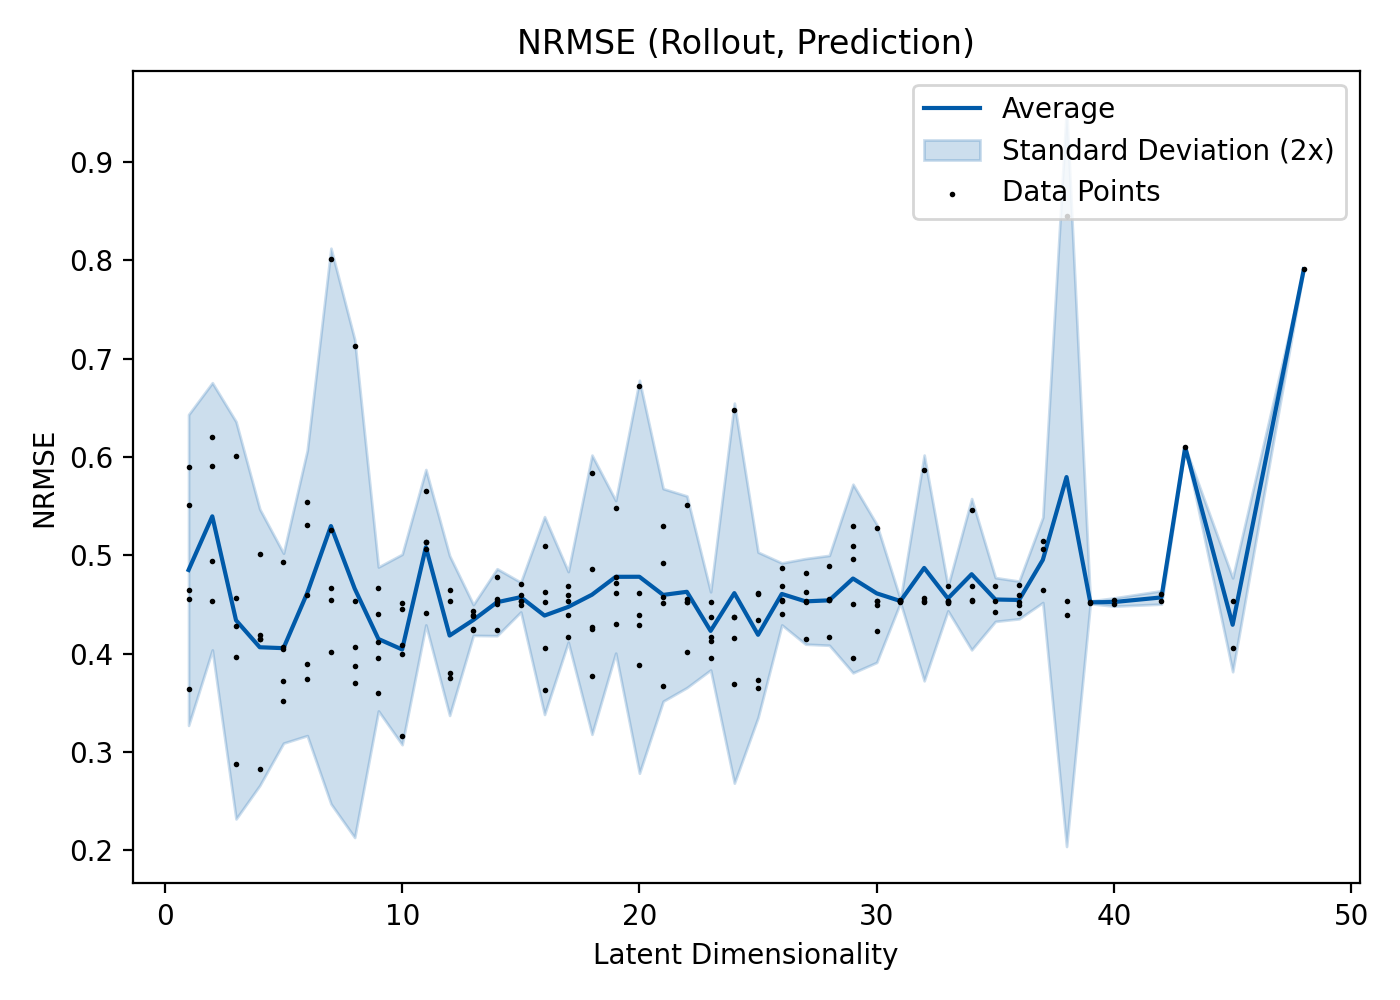 NRMSE (Rollout, Prediction)
Average
Standard Deviation (2x)
Data Points
NRMSE
0.9
0.8
0.7
0.6
0.5
0.4
0.3
0.2
0 10 20 30 40 50
Latent Dimensionality